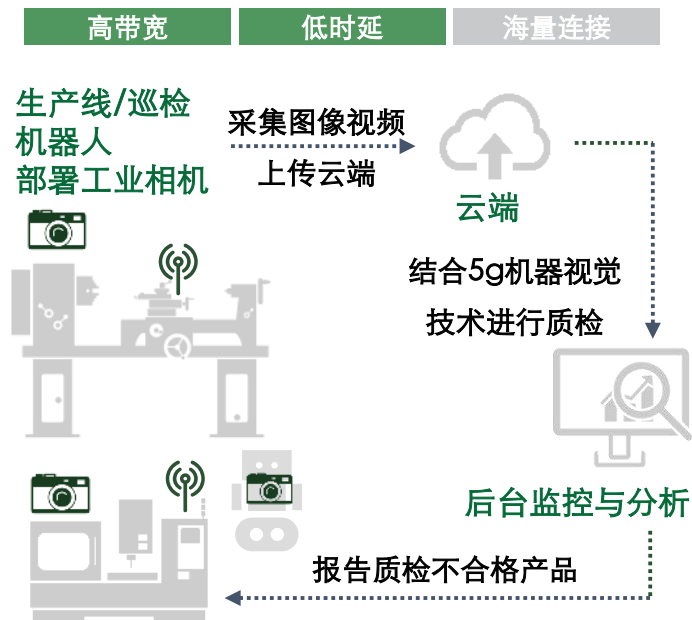 高带宽
低时延
海量连接
生产线/巡检
机器人
部署工业相机
采集图像视频
上传云端
云端
结合5g机器视觉
技术进行质检
后台监控与分析
报告质检不合格产品